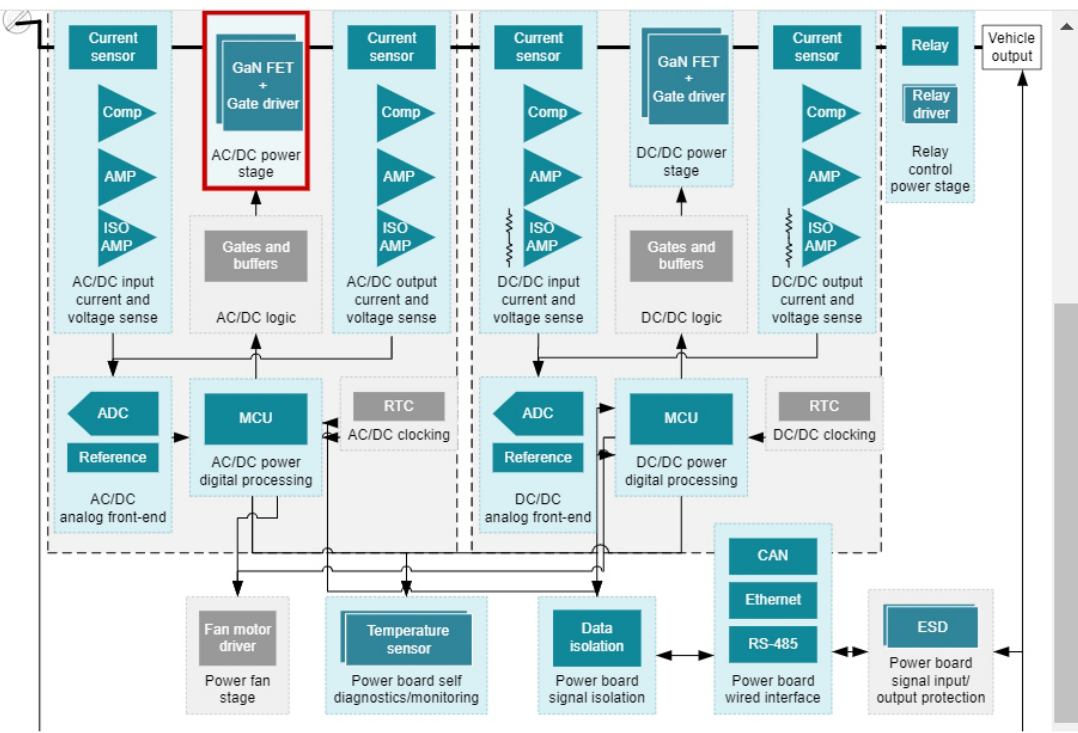 Current
sensor
Comp
AMP
ISO
AMP
AC/DC input
current and
voltage sense
GaN FET
+
Gate driver
AC/DC power
stage
Gates and
buffers
AC/DC logic
Current
sensor
Comp
AMP
ISO
AMP
AC/DC output
current and
voltage sense
Current
sensor
Comp
AMP
ISO
AMP
DC/DC input
current and
voltage sense
GaN FET
+
Gate driver
DC/DC power
stage
Gates and
buffers
DC/DC logic
Current
sensor
Comp
AMP
ISO
AMP
DC/DC output
current and
voltage sense
Relay
Relay
driver
Relay
control
power stage
Vehicle
output
ADC
Reference
AC/DC
analog front-end
MCU
AC/DC power
digital processing
RTC
AC/DC clocking
ADC
Reference
DC/DC
analog front-end
MCU
DC/DC power
digital processing
RTC
DC/DC clocking
Fan motor
driver
Power fan
stage
Temperature
sensor
Power board self
diagnostics/monitoring
Data
isolation
Power board
signal isolation
CAN
Ethernet
RS-485
Power board
wired interface
ESD
Power board
signal input/
output protection